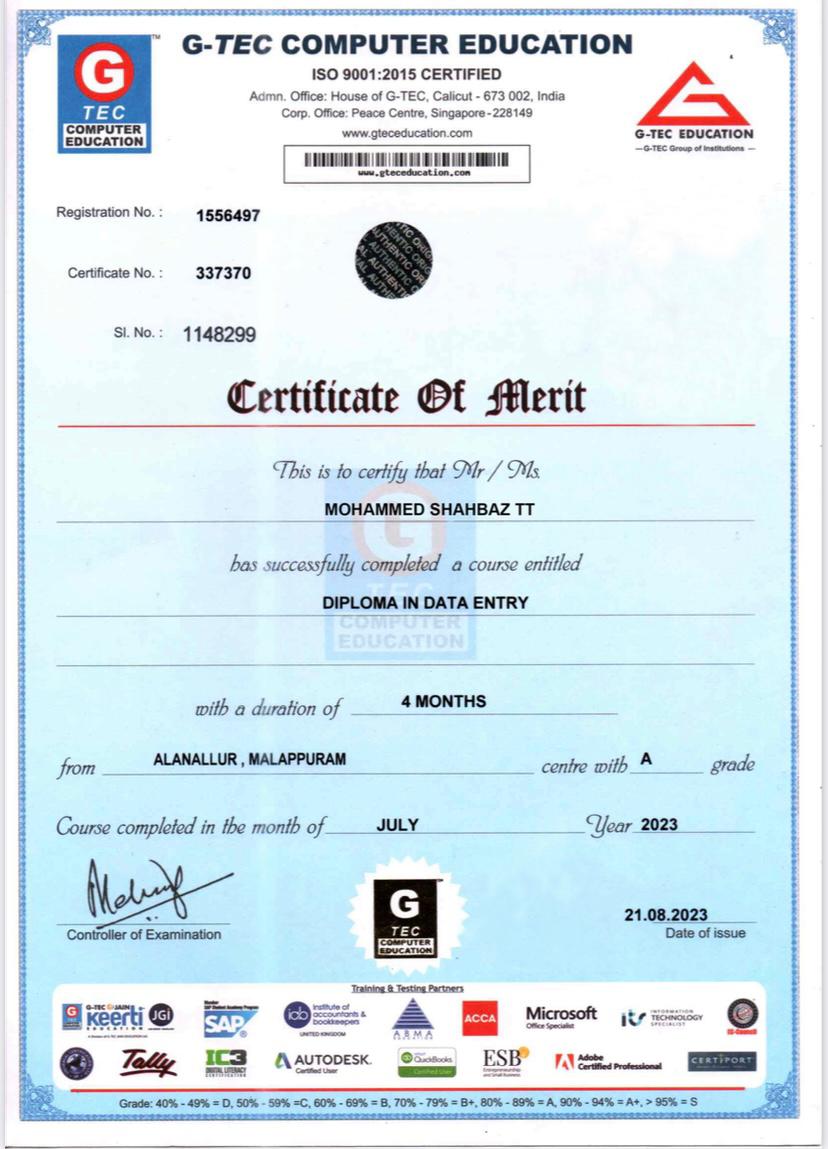 G-TEC COMPUTER EDUCATION
ISO 9001:2015 CERTIFIED
Admn. Office: House of G-TEC, Calicut - 673 002, India
Corp. Office: Peace Centre, Singapore - 228149
www.gteceducation.com
www.gteceducation.com
G
TEC
COMPUTER
EDUCATION
TM
G-TEC EDUCATION
—G-TEC Group of Institutions —
Registration No. : 1556497
Certificate No. : 337370
Sl. No. : 1148299
AUTHENTIC
Certificate Of Merit
This is to certify that Mr / Ms.
MOHAMMED SHAHBAZ TT
has successfully completed a course entitled
DIPLOMA IN DATA ENTRY
G
TEC
COMPUTER
EDUCATION
with a duration of 4 MONTHS
from ALANALLUR , MALAPPURAM centre with A grade
Course completed in the month of JULY Year 2023
Controller of Examination
G
TEC
COMPUTER
EDUCATION
21.08.2023
Date of issue
Training & Testing Partners
G-TEC JAIN keerti EDUCATION JGI
SAP
iab institute of accountants & bookkeepers UNITED KINGDOM
ABMA
ACCA
Microsoft Office Specialist
its INFORMATION TECHNOLOGY SPECIALIST
EC-Council
Tally
IC3 DIGITAL LITERACY CERTIFICATION
AUTODESK. Certified User
QuickBooks Certified User
ESB Entrepreneurship and Small Business
Adobe Certified Professional
CERTIPORT
Grade: 40% - 49% = D, 50% - 59% =C, 60% - 69% = B, 70% - 79% = B+, 80% - 89% = A, 90% - 94% = A+, > 95% = S